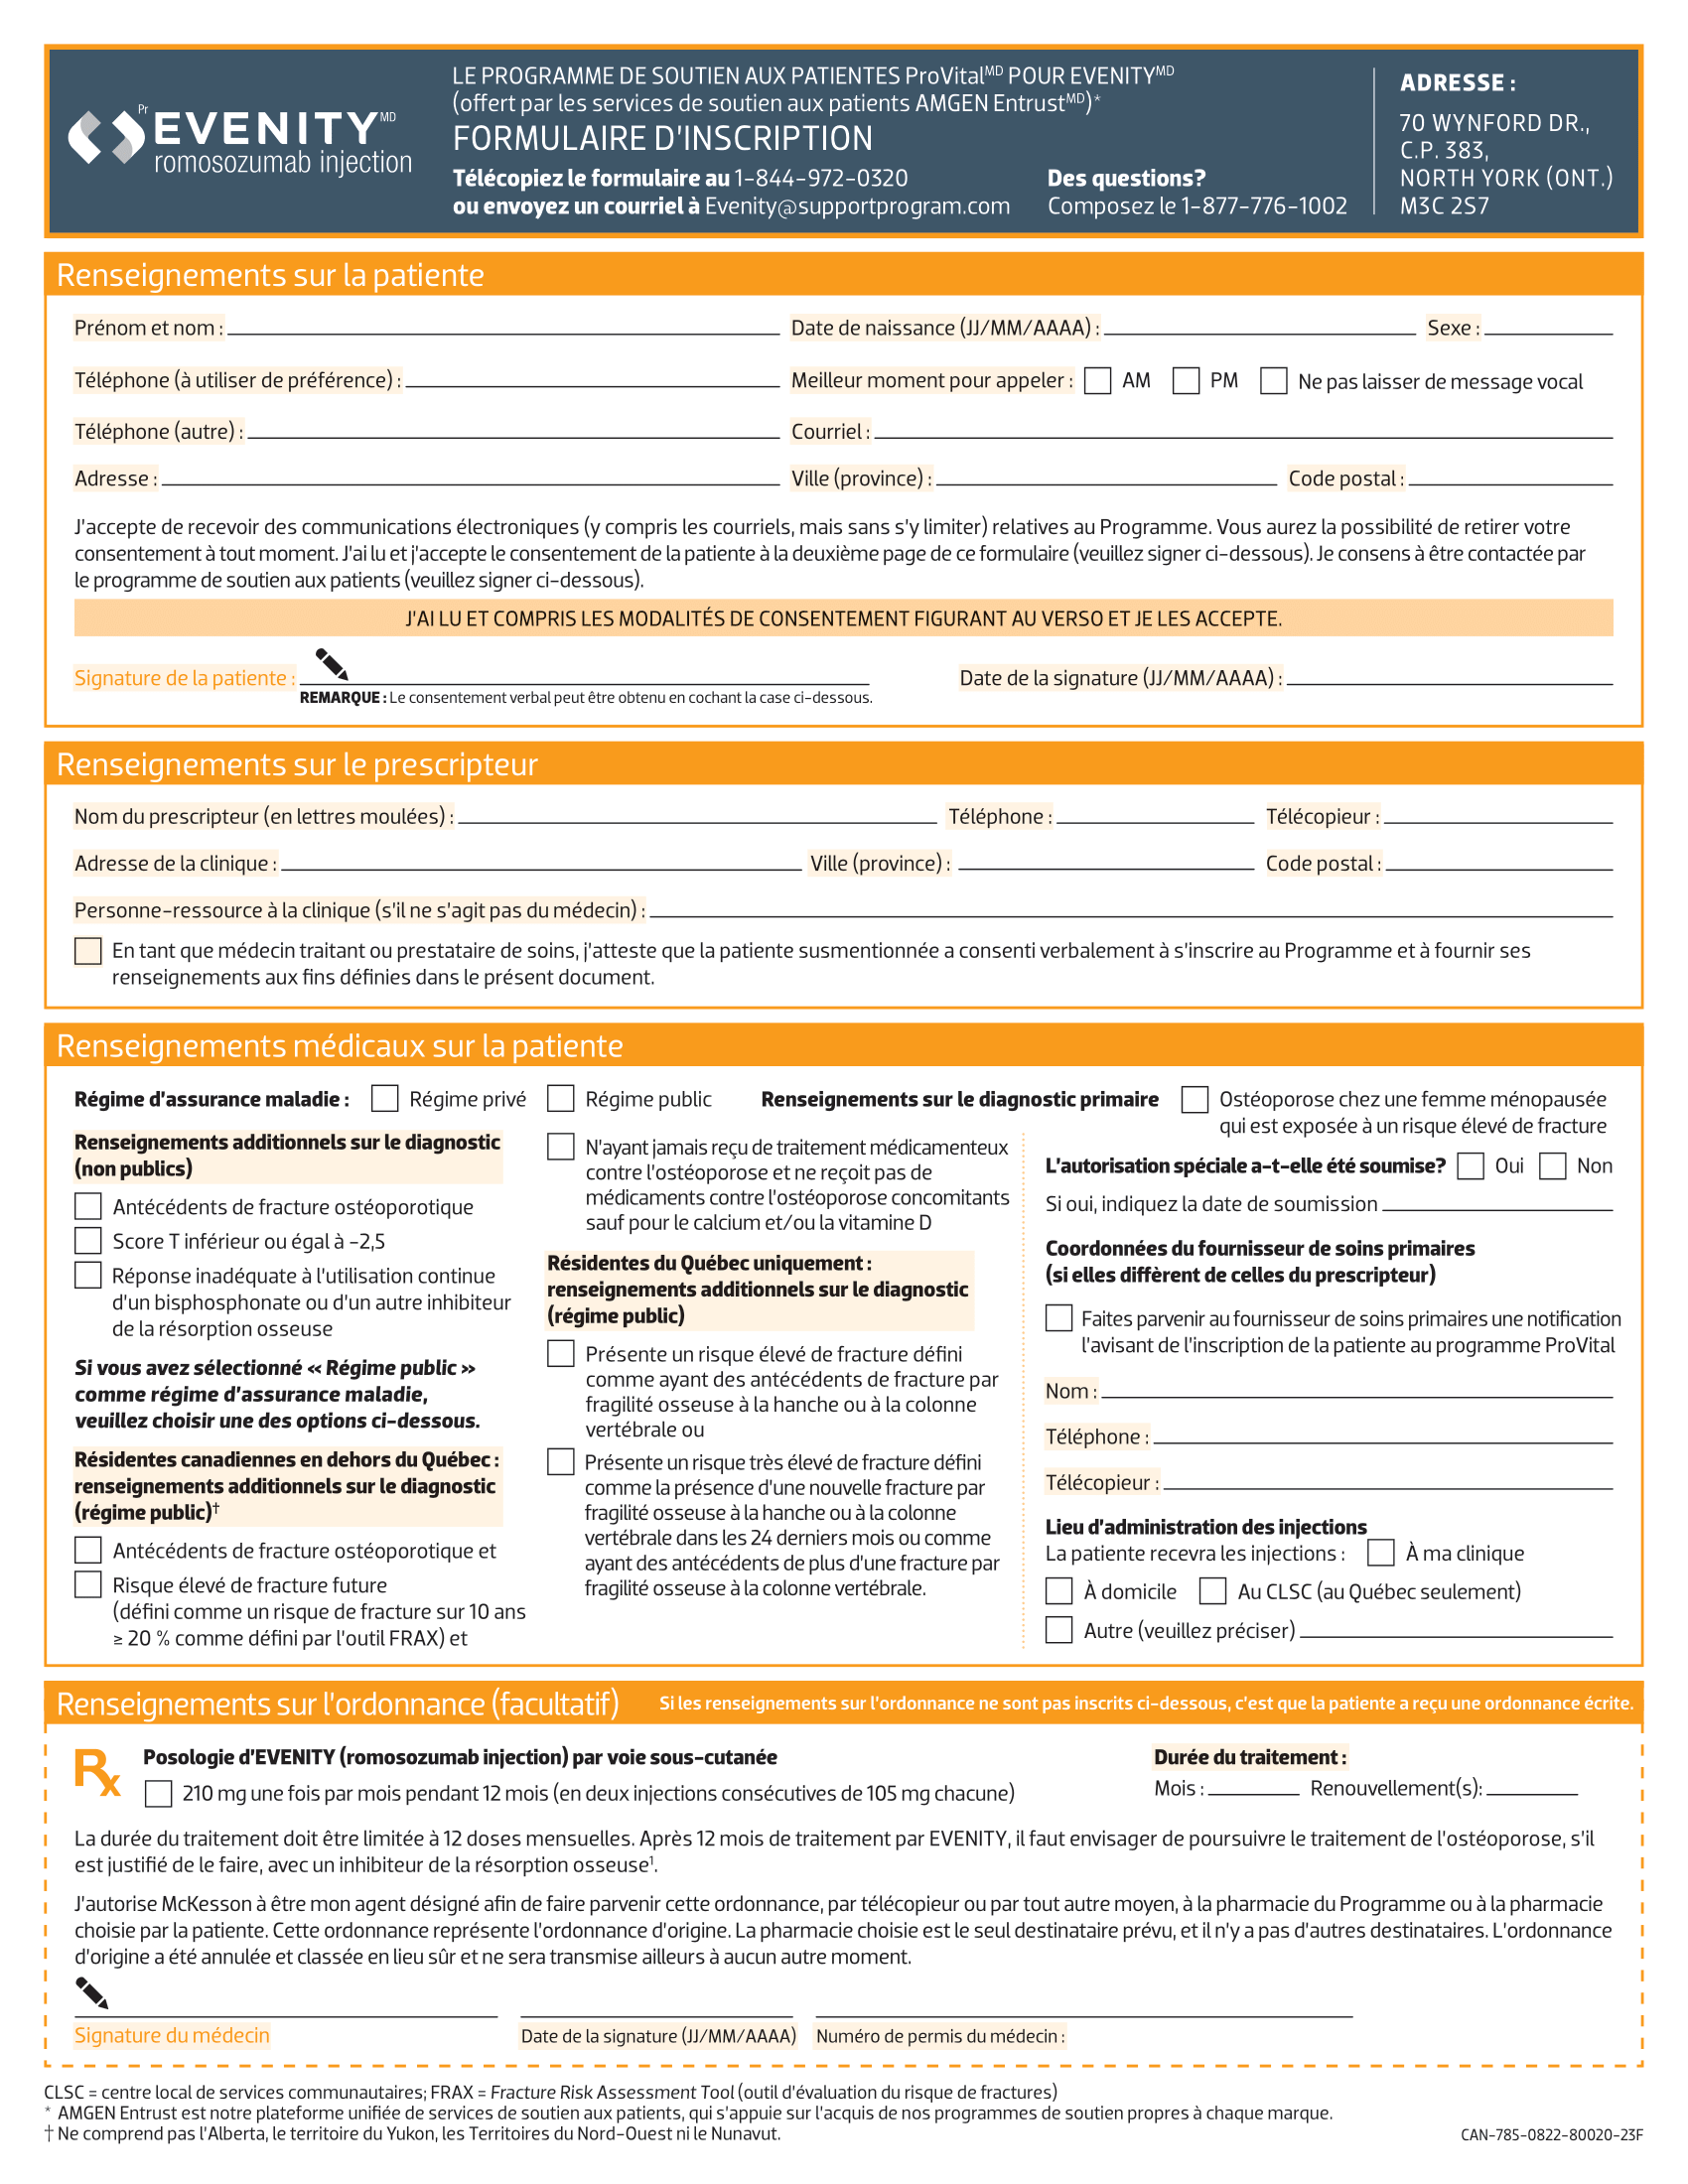 Pr EVENITY MD
romosozumab injection
LE PROGRAMME DE SOUTIEN AUX PATIENTES ProVital MD POUR EVENITY MD
(offert par les services de soutien aux patients AMGEN Entrust MD)*
FORMULAIRE D'INSCRIPTION
Télécopiez le formulaire au 1-844-972-0320
ou envoyez un courriel à Evenity@supportprogram.com
Des questions?
Composez le 1-877-776-1002
ADRESSE :
70 WYNFORD DR.,
C.P. 383,
NORTH YORK (ONT.)
M3C 2S7
Renseignements sur la patiente
Prénom et nom : Date de naissance (JJ/MM/AAAA) : Sexe :
Téléphone (à utiliser de préférence) : Meilleur moment pour appeler : AM PM Ne pas laisser de message vocal
Téléphone (autre) : Courriel :
Adresse : Ville (province) : Code postal :
J'accepte de recevoir des communications électroniques (y compris les courriels, mais sans s'y limiter) relatives au Programme. Vous aurez la possibilité de retirer votre
consentement à tout moment. J'ai lu et j'accepte le consentement de la patiente à la deuxième page de ce formulaire (veuillez signer ci-dessous). Je consens à être contactée par
le programme de soutien aux patients (veuillez signer ci-dessous).
J'AI LU ET COMPRIS LES MODALITÉS DE CONSENTEMENT FIGURANT AU VERSO ET JE LES ACCEPTE.
Signature de la patiente : Date de la signature (JJ/MM/AAAA) :
REMARQUE : Le consentement verbal peut être obtenu en cochant la case ci-dessous.
Renseignements sur le prescripteur
Nom du prescripteur (en lettres moulées) : Téléphone : Télécopieur :
Adresse de la clinique : Ville (province) : Code postal :
Personne-ressource à la clinique (s'il ne s'agit pas du médecin) :
En tant que médecin traitant ou prestataire de soins, j'atteste que la patiente susmentionnée a consenti verbalement à s'inscrire au Programme et à fournir ses
renseignements aux fins définies dans le présent document.
Renseignements médicaux sur la patiente
Régime d'assurance maladie : Régime privé Régime public
Renseignements additionnels sur le diagnostic
(non publics)
Antécédents de fracture ostéoporotique
Score T inférieur ou égal à -2,5
Réponse inadéquate à l'utilisation continue
d'un bisphosphonate ou d'un autre inhibiteur
de la résorption osseuse
Si vous avez sélectionné « Régime public »
comme régime d'assurance maladie,
veuillez choisir une des options ci-dessous.
Résidentes canadiennes en dehors du Québec :
renseignements additionnels sur le diagnostic
(régime public)†
Antécédents de fracture ostéoporotique et
Risque élevé de fracture future
(défini comme un risque de fracture sur 10 ans
≥ 20 % comme défini par l'outil FRAX) et
N'ayant jamais reçu de traitement médicamenteux
contre l'ostéoporose et ne reçoit pas de
médicaments contre l'ostéoporose concomitants
sauf pour le calcium et/ou la vitamine D
Résidentes du Québec uniquement :
renseignements additionnels sur le diagnostic
(régime public)
Présente un risque élevé de fracture défini
comme ayant des antécédents de fracture par
fragilité osseuse à la hanche ou à la colonne
vertébrale ou
Présente un risque très élevé de fracture défini
comme la présence d'une nouvelle fracture par
fragilité osseuse à la hanche ou à la colonne
vertébrale dans les 24 derniers mois ou comme
ayant des antécédents de plus d'une fracture par
fragilité osseuse à la colonne vertébrale.
Renseignements sur le diagnostic primaire Ostéoporose chez une femme ménopausée
qui est exposée à un risque élevé de fracture
L'autorisation spéciale a-t-elle été soumise? Oui Non
Si oui, indiquez la date de soumission
Coordonnées du fournisseur de soins primaires
(si elles diffèrent de celles du prescripteur)
Faites parvenir au fournisseur de soins primaires une notification
l'avisant de l'inscription de la patiente au programme ProVital
Nom :
Téléphone :
Télécopieur :
Lieu d'administration des injections
La patiente recevra les injections : À ma clinique
À domicile Au CLSC (au Québec seulement)
Autre (veuillez préciser)
Renseignements sur l'ordonnance (facultatif) Si les renseignements sur l'ordonnance ne sont pas inscrits ci-dessous, c'est que la patiente a reçu une ordonnance écrite.
Rx Posologie d'EVENITY (romosozumab injection) par voie sous-cutanée
210 mg une fois par mois pendant 12 mois (en deux injections consécutives de 105 mg chacune)
Durée du traitement :
Mois : Renouvellement(s):
La durée du traitement doit être limitée à 12 doses mensuelles. Après 12 mois de traitement par EVENITY, il faut envisager de poursuivre le traitement de l'ostéoporose, s'il
est justifié de le faire, avec un inhibiteur de la résorption osseuse¹.
J'autorise McKesson à être mon agent désigné afin de faire parvenir cette ordonnance, par télécopieur ou par tout autre moyen, à la pharmacie du Programme ou à la pharmacie
choisie par la patiente. Cette ordonnance représente l'ordonnance d'origine. La pharmacie choisie est le seul destinataire prévu, et il n'y a pas d'autres destinataires. L'ordonnance
d'origine a été annulée et classée en lieu sûr et ne sera transmise ailleurs à aucun autre moment.
Signature du médecin Date de la signature (JJ/MM/AAAA) Numéro de permis du médecin :
CLSC = centre local de services communautaires; FRAX = Fracture Risk Assessment Tool (outil d'évaluation du risque de fractures)
* AMGEN Entrust est notre plateforme unifiée de services de soutien aux patients, qui s'appuie sur l'acquis de nos programmes de soutien propres à chaque marque.
† Ne comprend pas l'Alberta, le territoire du Yukon, les Territoires du Nord-Ouest ni le Nunavut.
CAN-785-0822-80020-23F